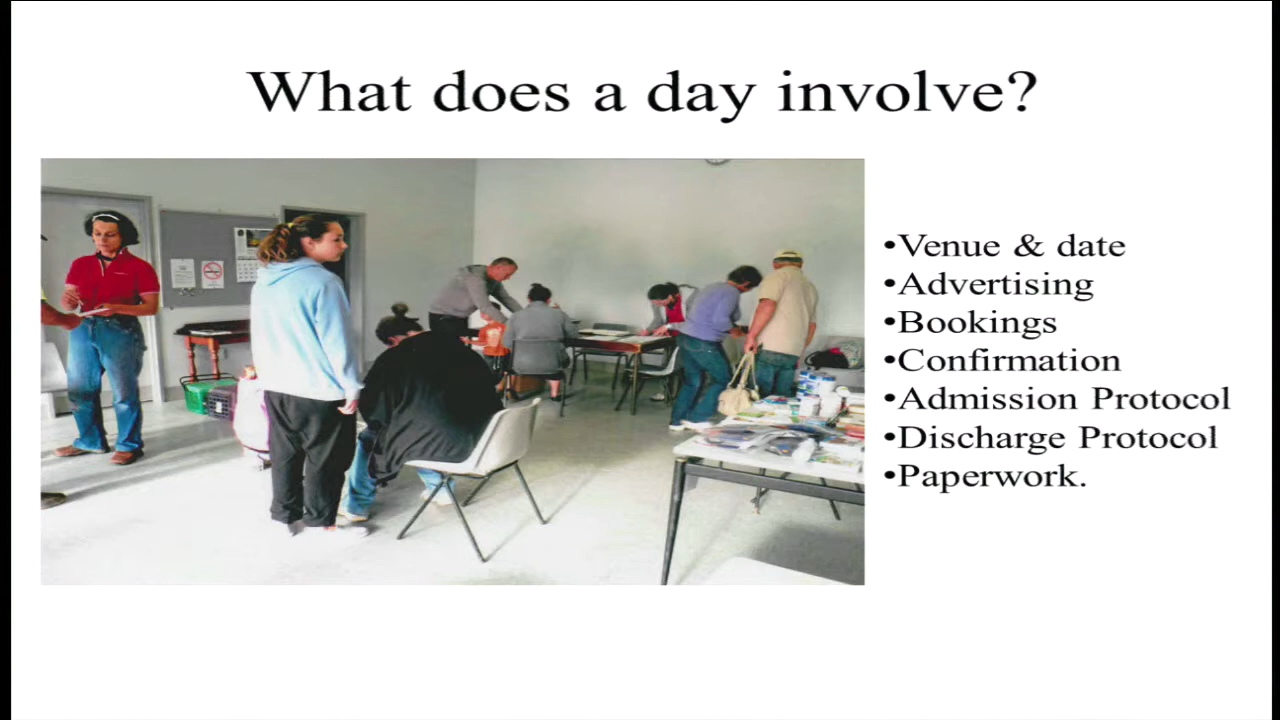 What does a day involve?
•Venue & date
•Advertising
•Bookings
•Confirmation
•Admission Protocol
•Discharge Protocol
•Paperwork.